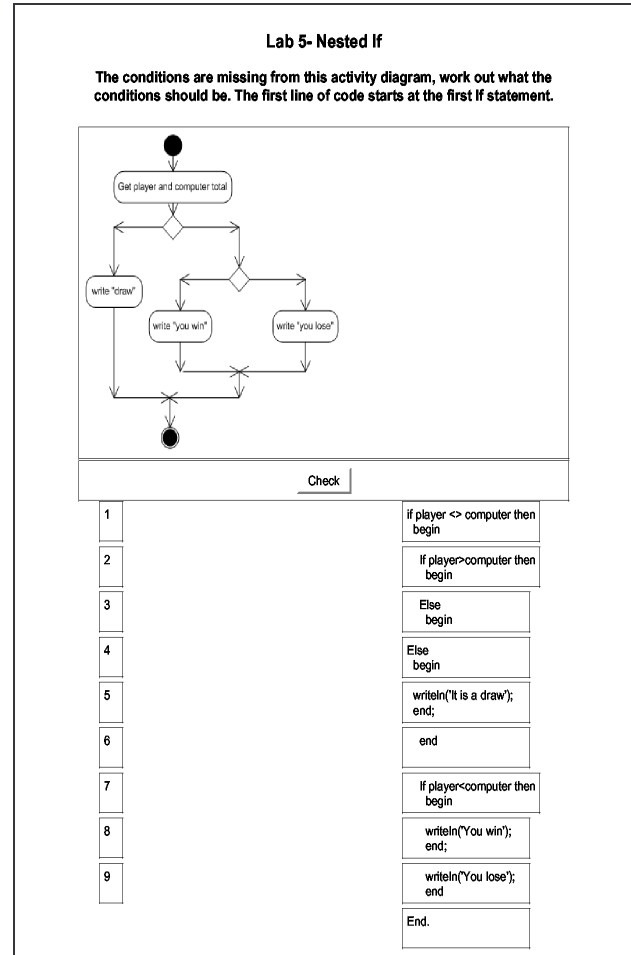 Lab 5- Nested If
The conditions are missing from this activity diagram, work out what the
conditions should be. The first line of code starts at the first If statement.
Get player and computer total
write "draw"
write "you win"
write "you lose"
Check
1
if player <> computer then
begin
2
If player>computer then
begin
3
Else
begin
4
Else
begin
5
writeln('It is a draw');
end;
6
end
7
If player<computer then
begin
8
writeln('You win');
end;
9
writeln('You lose');
end
End.